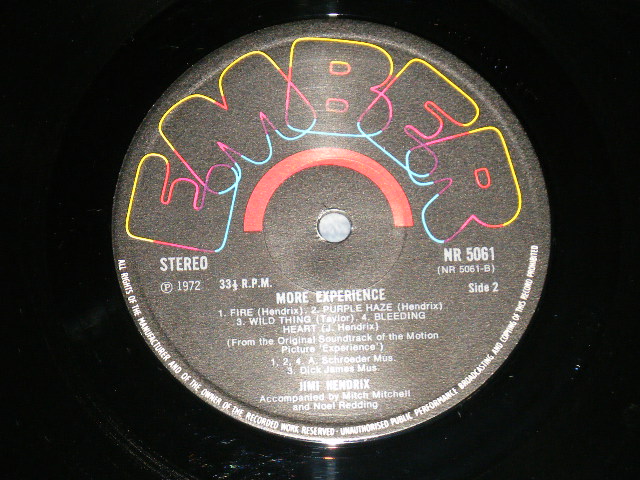 EMBER
STEREO
NR 5061
(NR 5061-B)
℗ 1972
33⅓ R.P.M.
Side 2
MORE EXPERIENCE
1. FIRE (Hendrix). 2. PURPLE HAZE (Hendrix)
3. WILD THING (Taylor). 4. BLEEDING
HEART (J. Hendrix)
(From the Original Soundtrack of the Motion
Picture 'Experience')
1, 2, 4. A. Schroeder Mus.
3. Dick James Mus.
JIMI HENDRIX
Accompanied by Mitch Mitchell
and Noel Redding
ALL RIGHTS OF THE MANUFACTURER AND OF THE OWNER OF THE RECORDED WORK RESERVED - UNAUTHORISED PUBLIC PERFORMANCE BROADCASTING AND COPYING OF THIS RECORD PROHIBITED